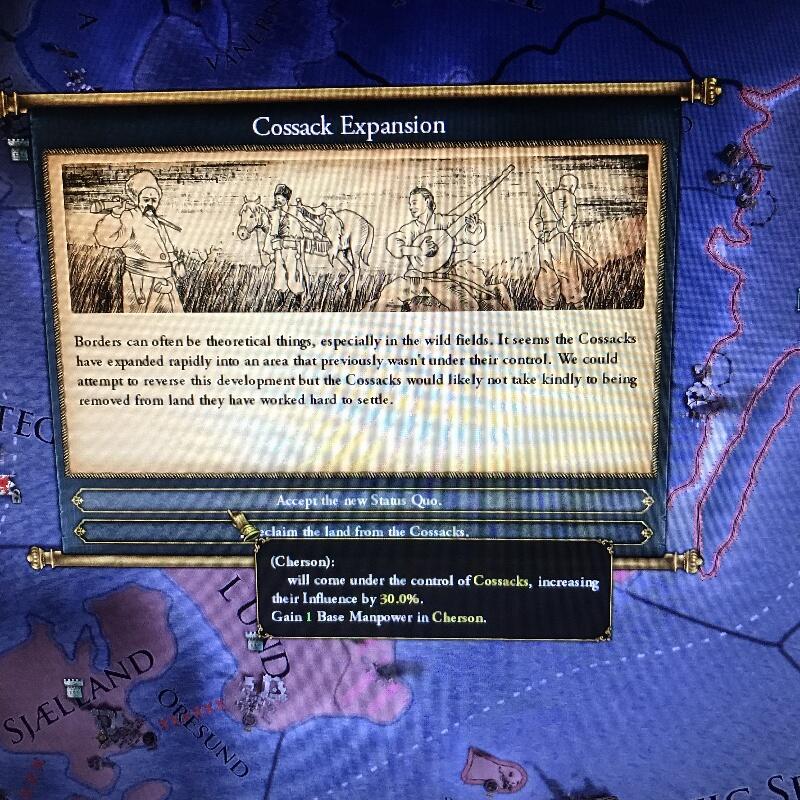 Cossack Expansion
Borders can often be theoretical things, especially in the wild fields. It seems the Cossacks
have expanded rapidly into an area that previously wasn't under their control. We could
attempt to reverse this development but the Cossacks would likely not take kindly to being
removed from land they have worked hard to settle.
Accept the new Status Quo.
eclaim the land from the Cossacks.
(Cherson):
will come under the control of Cossacks, increasing
their Influence by 30.0%.
Gain 1 Base Manpower in Cherson.
LUND
SJÆLLAND
ÖRESUND